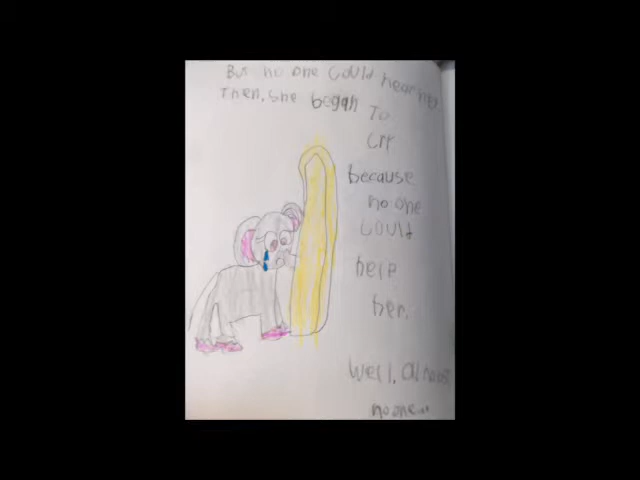 But no one could hear her.
Then, she began to
cry
because
no one
could
here
her.
Well, almost
no one...